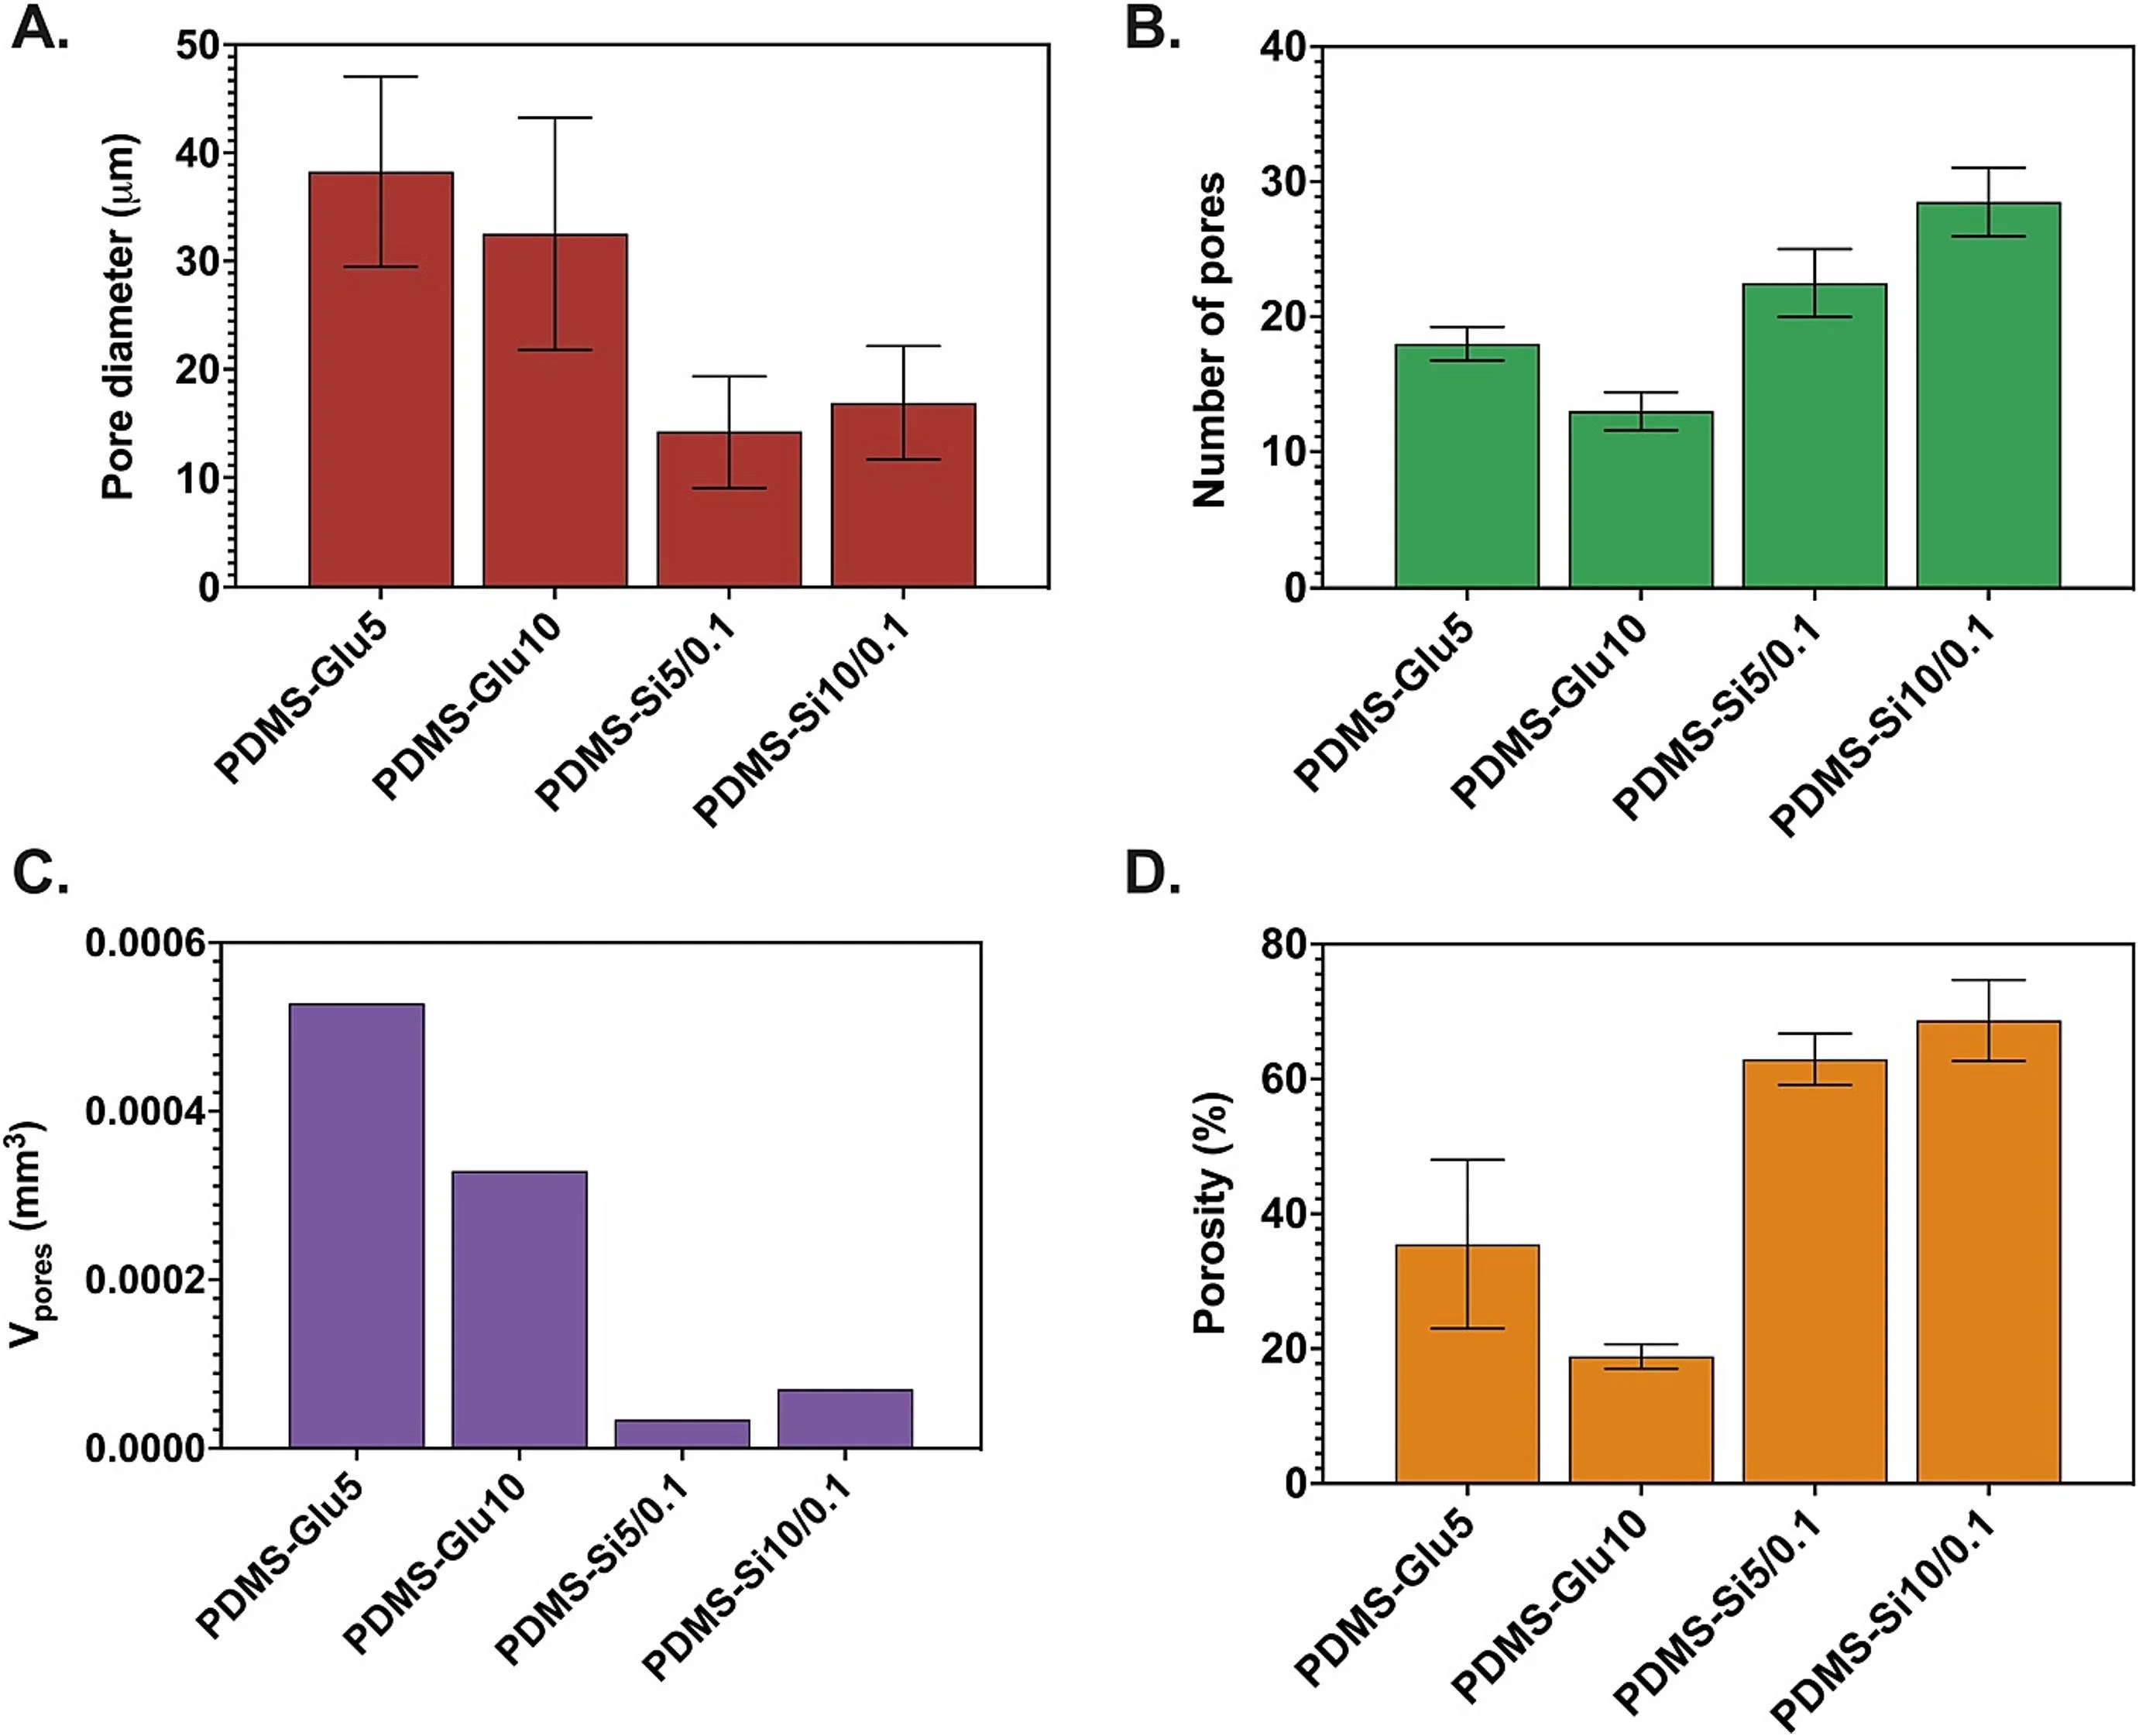 A.
50
40
30
20
10
0
Pore diameter (μm)
PDMS-Glu5
PDMS-Glu10
PDMS-Si5/0.1
PDMS-Si10/0.1
B.
40
30
20
10
0
Number of pores
PDMS-Glu5
PDMS-Glu10
PDMS-Si5/0.1
PDMS-Si10/0.1
C.
0.0006
0.0004
0.0002
0.0000
Vpores (mm3)
PDMS-Glu5
PDMS-Glu10
PDMS-Si5/0.1
PDMS-Si10/0.1
D.
80
60
40
20
0
Porosity (%)
PDMS-Glu5
PDMS-Glu10
PDMS-Si5/0.1
PDMS-Si10/0.1